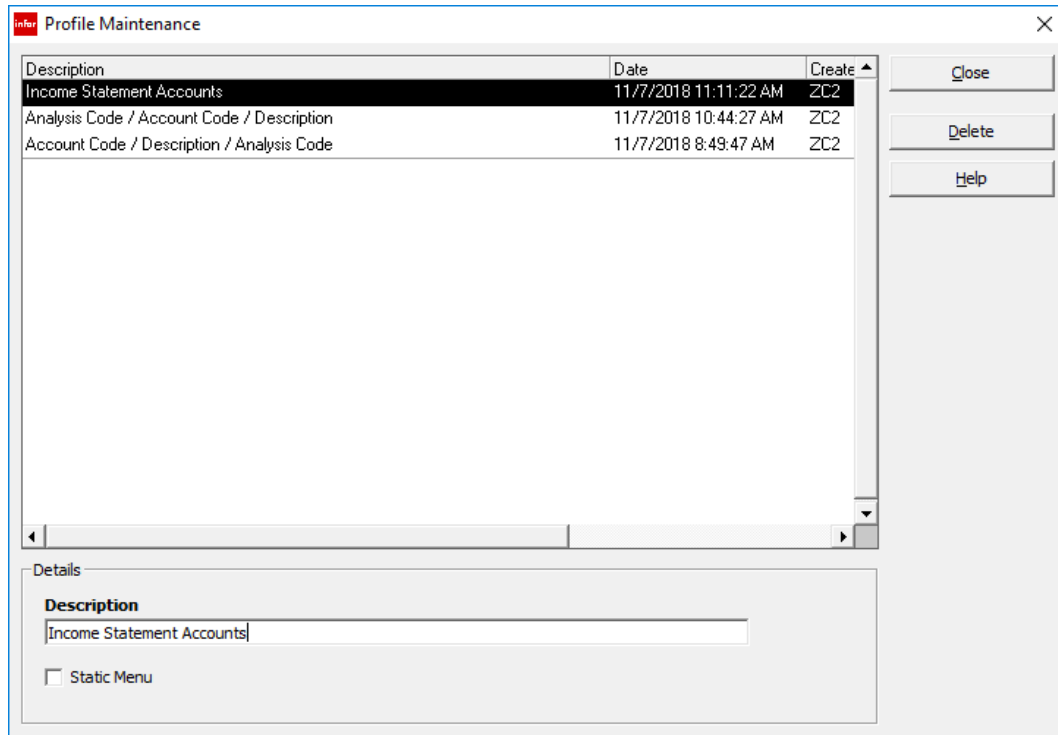 infor Profile Maintenance
Description Date Create
Income Statement Accounts 11/7/2018 11:11:22 AM ZC2
Analysis Code / Account Code / Description 11/7/2018 10:44:27 AM ZC2
Account Code / Description / Analysis Code 11/7/2018 8:49:47 AM ZC2
Close
Delete
Help
Details
Description
Income Statement Accounts
Static Menu